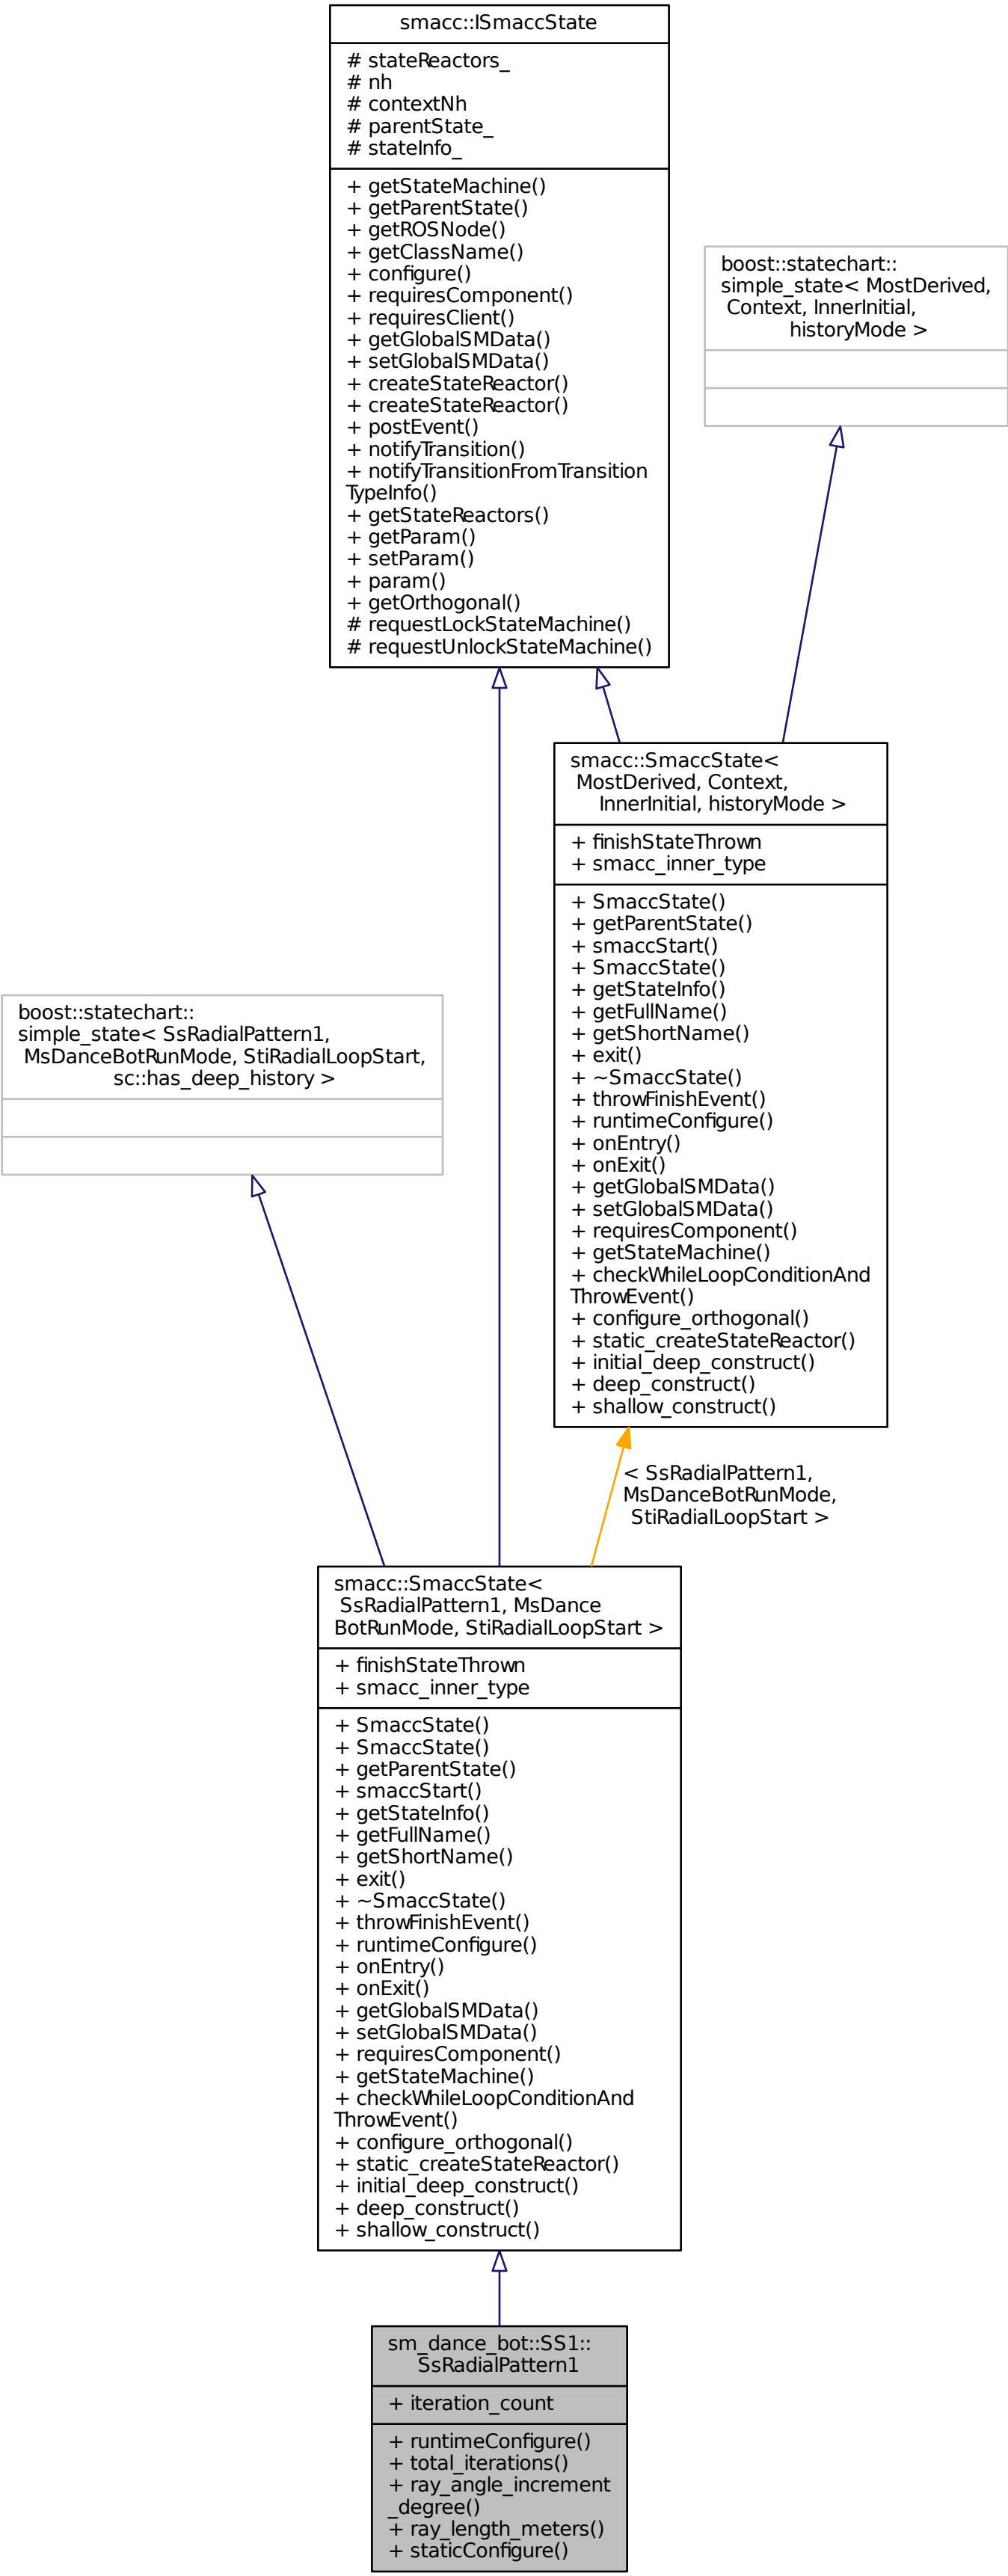 smacc::ISmaccState
# stateReactors_
# nh
# contextNh
# parentState_
# stateInfo_
+ getStateMachine()
+ getParentState()
+ getROSNode()
+ getClassName()
+ configure()
+ requiresComponent()
+ requiresClient()
+ getGlobalSMData()
+ setGlobalSMData()
+ createStateReactor()
+ createStateReactor()
+ postEvent()
+ notifyTransition()
+ notifyTransitionFromTransition
TypeInfo()
+ getStateReactors()
+ getParam()
+ setParam()
+ param()
+ getOrthogonal()
# requestLockStateMachine()
# requestUnlockStateMachine()
boost::statechart::
simple_state< MostDerived,
Context, InnerInitial,
historyMode >
smacc::SmaccState<
MostDerived, Context,
InnerInitial, historyMode >
+ finishStateThrown
+ smacc_inner_type
+ SmaccState()
+ getParentState()
+ smaccStart()
+ SmaccState()
+ getStateInfo()
+ getFullName()
+ getShortName()
+ exit()
+ ~SmaccState()
+ throwFinishEvent()
+ runtimeConfigure()
+ onEntry()
+ onExit()
+ getGlobalSMData()
+ setGlobalSMData()
+ requiresComponent()
+ getStateMachine()
+ checkWhileLoopConditionAnd
ThrowEvent()
+ configure_orthogonal()
+ static_createStateReactor()
+ initial_deep_construct()
+ deep_construct()
+ shallow_construct()
boost::statechart::
simple_state< SsRadialPattern1,
MsDanceBotRunMode, StiRadialLoopStart,
sc::has_deep_history >
< SsRadialPattern1,
MsDanceBotRunMode,
StiRadialLoopStart >
smacc::SmaccState<
SsRadialPattern1, MsDance
BotRunMode, StiRadialLoopStart >
+ finishStateThrown
+ smacc_inner_type
+ SmaccState()
+ SmaccState()
+ getParentState()
+ smaccStart()
+ getStateInfo()
+ getFullName()
+ getShortName()
+ exit()
+ ~SmaccState()
+ throwFinishEvent()
+ runtimeConfigure()
+ onEntry()
+ onExit()
+ getGlobalSMData()
+ setGlobalSMData()
+ requiresComponent()
+ getStateMachine()
+ checkWhileLoopConditionAnd
ThrowEvent()
+ configure_orthogonal()
+ static_createStateReactor()
+ initial_deep_construct()
+ deep_construct()
+ shallow_construct()
sm_dance_bot::SS1::
SsRadialPattern1
+ iteration_count
+ runtimeConfigure()
+ total_iterations()
+ ray_angle_increment
_degree()
+ ray_length_meters()
+ staticConfigure()